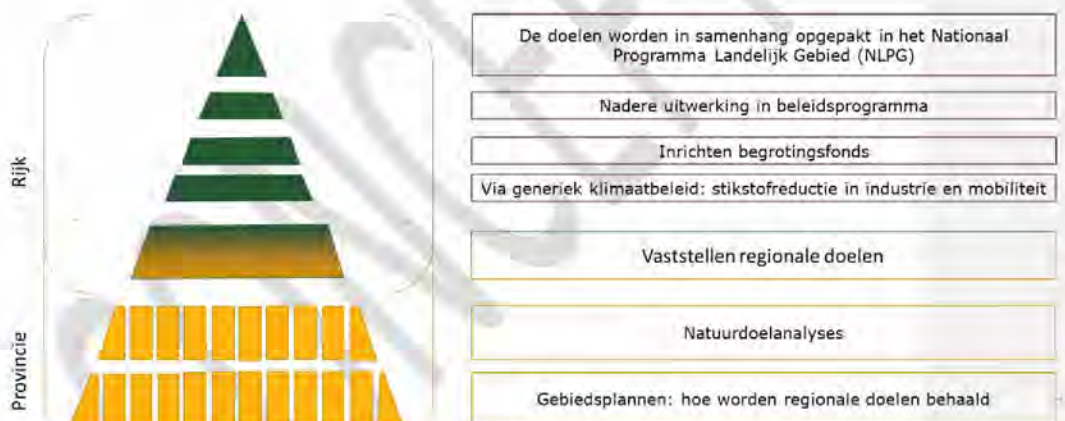 De doelen worden in samenhang opgepakt in het Nationaal
Programma Landelijk Gebied (NLPG)
Nadere uitwerking in beleidsprogramma
Inrichten begrotingsfonds
Via generiek klimaatbeleid: stikstofreductie in industrie en mobiliteit
Vaststellen regionale doelen
Natuurdoelanalyses
Gebiedsplannen: hoe worden regionale doelen behaald
Rijk
Provincie